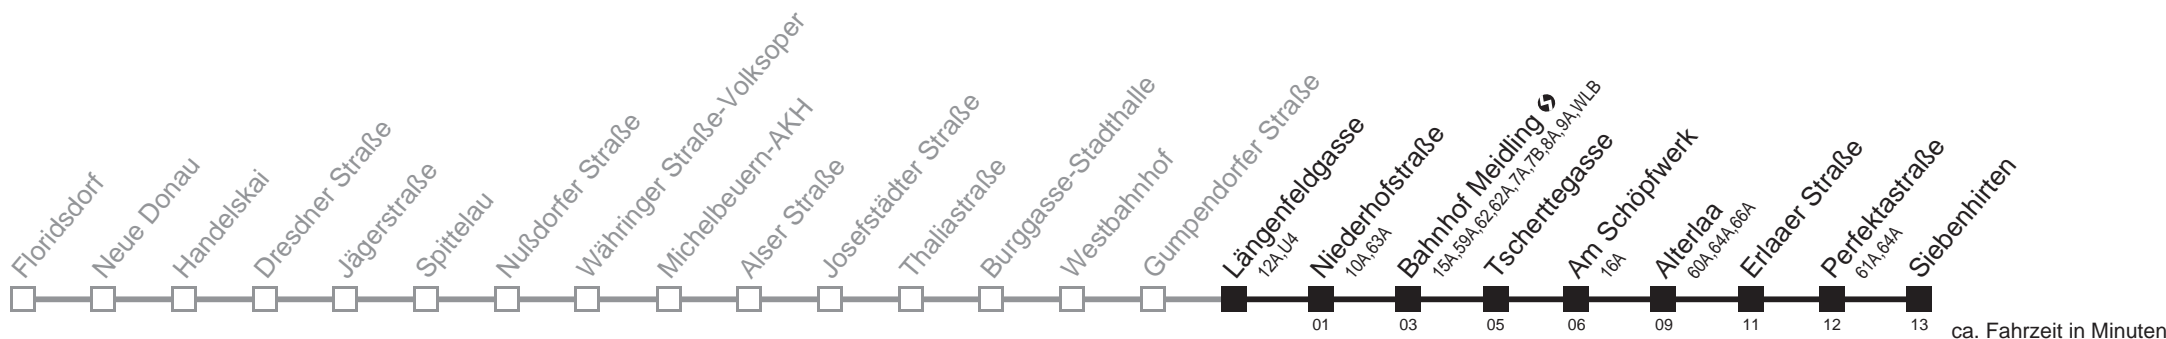 Floridsdorf
Neue Donau
Handelskai
Dresdner Straße
Jägerstraße
Spittelau
Nußdorfer Straße
Währinger Straße-Volksoper
Michelbeuern-AKH
Alser Straße
Josefstädter Straße
Thaliastraße
Burggasse-Stadthalle
Westbahnhof
Gumpendorfer Straße
Längenfeldgasse
12A,U4
Niederhofstraße
10A,63A
Bahnhof Meidling
15A,59A,62,62A,7A,7B,8A,9A,WLB
Tscherttegasse
Am Schöpfwerk
16A
Alterlaa
60A,64A,66A
Erlaaer Straße
Perfektastraße
61A,64A
Siebenhirten
01 03 05 06 09 11 12 13
ca. Fahrzeit in Minuten